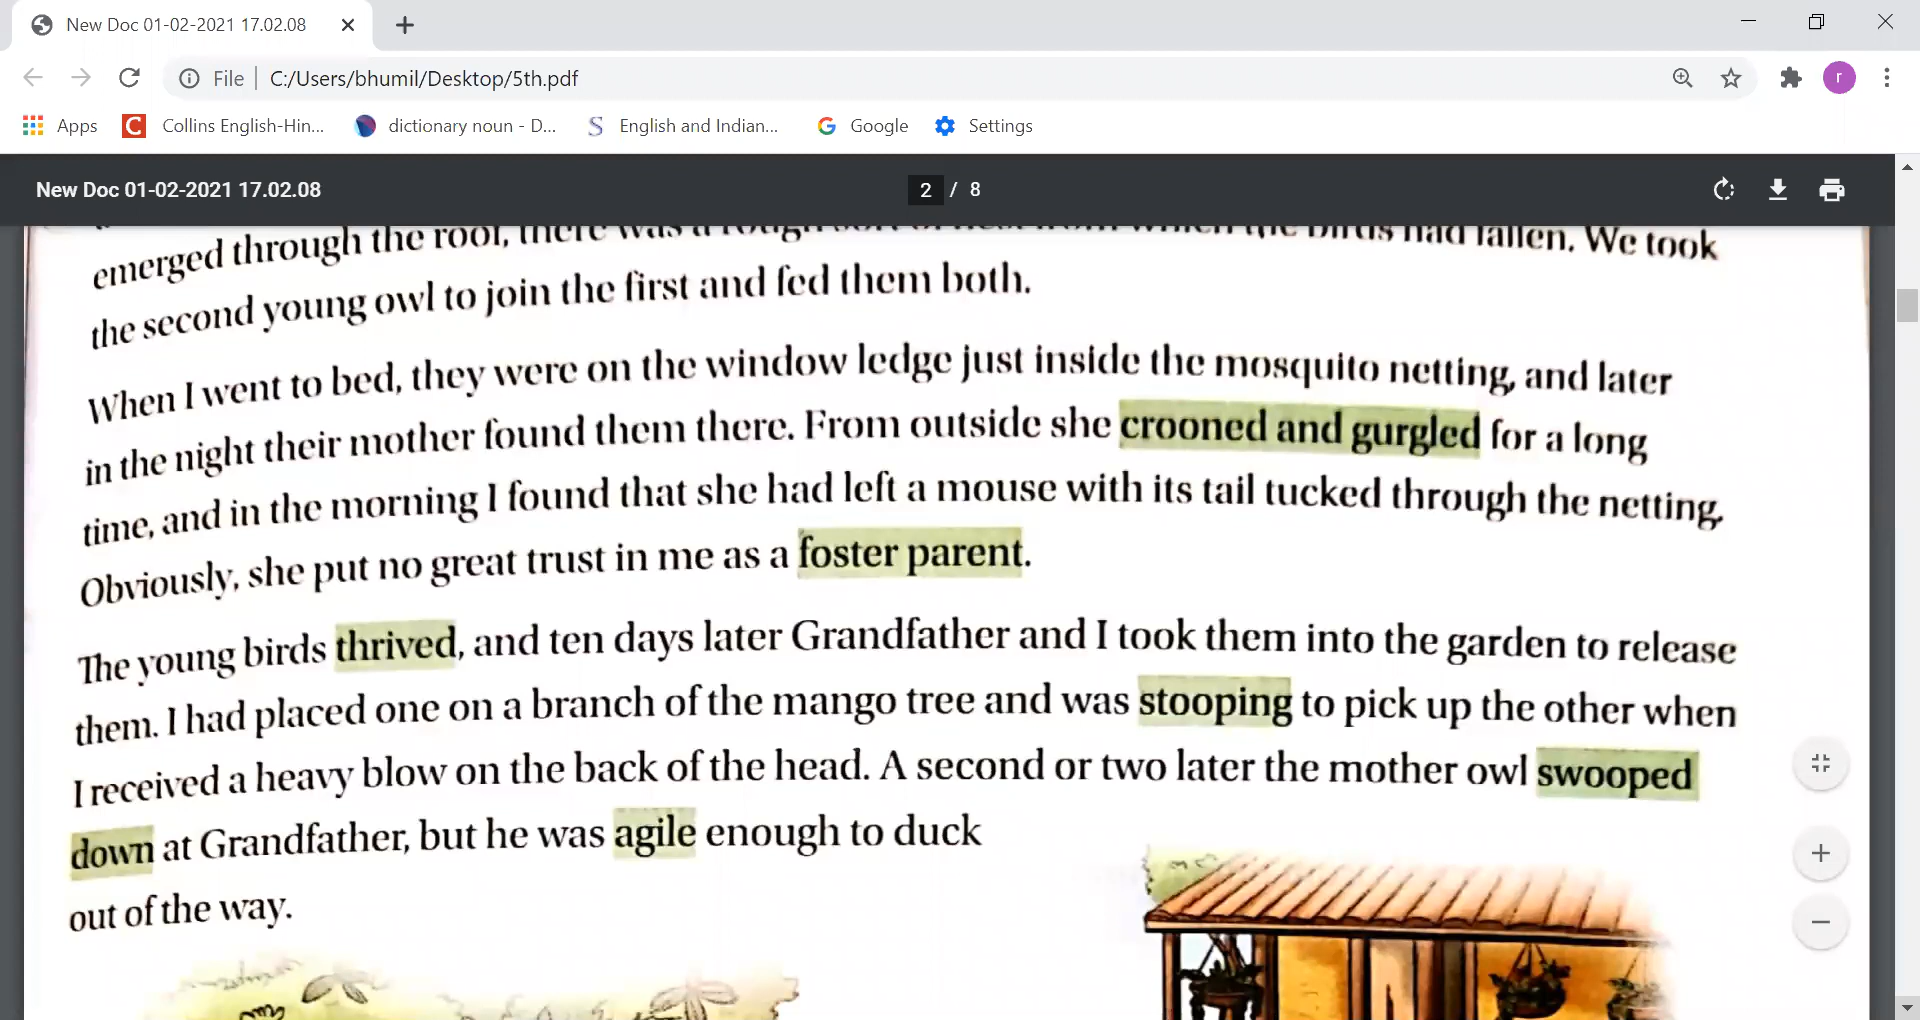 New Doc 01-02-2021 17.02.08
File
C:/Users/bhumil/Desktop/5th.pdf
r
Apps
Collins English-Hin...
dictionary noun - D...
English and Indian...
Google
Settings
New Doc 01-02-2021 17.02.08
2 / 8
emerged through the roof, there was a rough sort of nest from which the birds had fallen. We took
the second young owl to join the first and fed them both.
When I went to bed, they were on the window ledge just inside the mosquito netting, and later
in the night their mother found them there. From outside she crooned and gurgled for a long
time, and in the morning I found that she had left a mouse with its tail tucked through the netting.
Obviously, she put no great trust in me as a foster parent.
The young birds thrived, and ten days later Grandfather and I took them into the garden to release
them. I had placed one on a branch of the mango tree and was stooping to pick up the other when
I received a heavy blow on the back of the head. A second or two later the mother owl swooped
down at Grandfather, but he was agile enough to duck
out of the way.